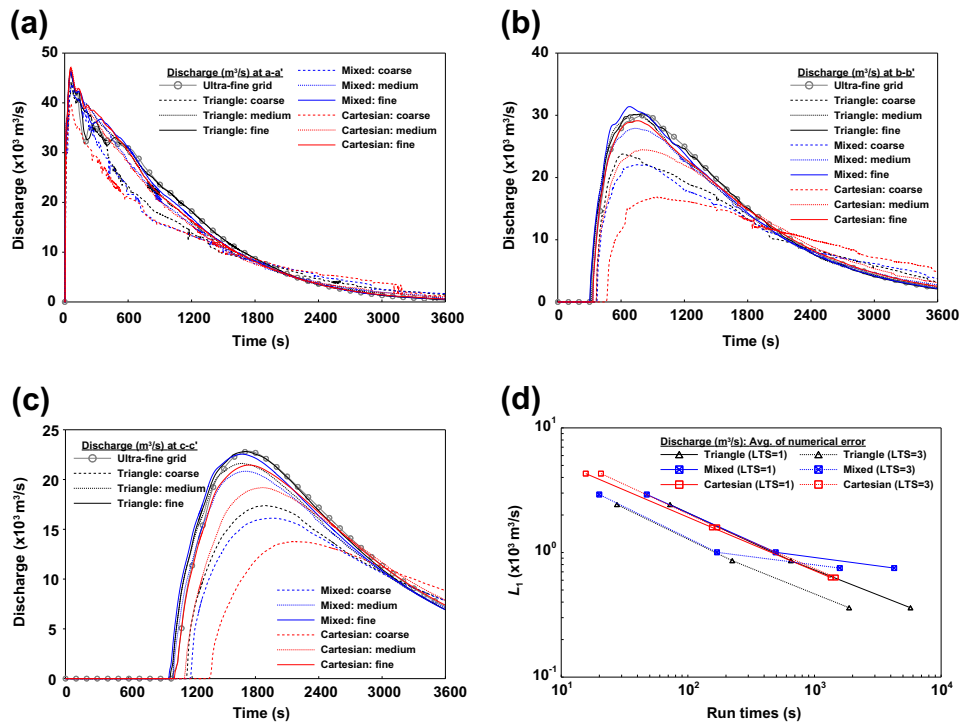 (a)
50
40
30
20
10
0
Discharge (x10³ m³/s)
Discharge (m³/s) at a-a'
Ultra-fine grid
Triangle: coarse
Triangle: medium
Triangle: fine
Mixed: coarse
Mixed: medium
Mixed: fine
Cartesian: coarse
Cartesian: medium
Cartesian: fine
0 600 1200 1800 2400 3000 3600
Time (s)
(b)
40
30
20
10
0
Discharge (x10³ m³/s)
Discharge (m³/s) at b-b'
Ultra-fine grid
Triangle: coarse
Triangle: medium
Triangle: fine
Mixed: coarse
Mixed: medium
Mixed: fine
Cartesian: coarse
Cartesian: medium
Cartesian: fine
0 600 1200 1800 2400 3000 3600
Time (s)
(c)
25
20
15
10
5
0
Discharge (x10³ m³/s)
Discharge (m³/s) at c-c'
Ultra-fine grid
Triangle: coarse
Triangle: medium
Triangle: fine
Mixed: coarse
Mixed: medium
Mixed: fine
Cartesian: coarse
Cartesian: medium
Cartesian: fine
0 600 1200 1800 2400 3000 3600
Time (s)
(d)
10¹
10⁰
10⁻¹
L₁ (x10³ m³/s)
Discharge (m³/s): Avg. of numerical error
Triangle (LTS=1) Triangle (LTS=3)
Mixed (LTS=1) Mixed (LTS=3)
Cartesian (LTS=1) Cartesian (LTS=3)
10¹ 10² 10³ 10⁴
Run times (s)